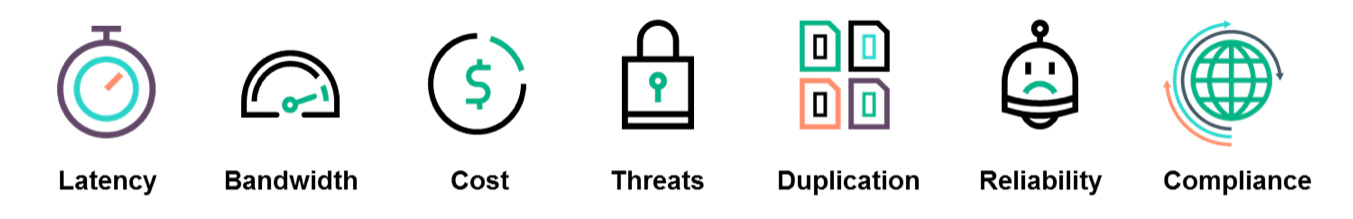 Latency Bandwidth Cost Threats Duplication Reliability Compliance